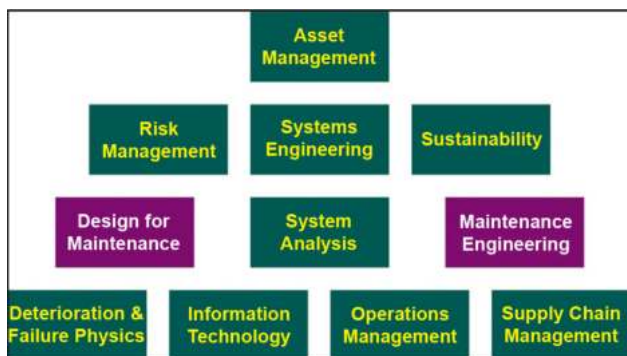 Asset
Management
Risk
Management
Systems
Engineering
Sustainability
Design for
Maintenance
System
Analysis
Maintenance
Engineering
Deterioration &
Failure Physics
Information
Technology
Operations
Management
Supply Chain
Management